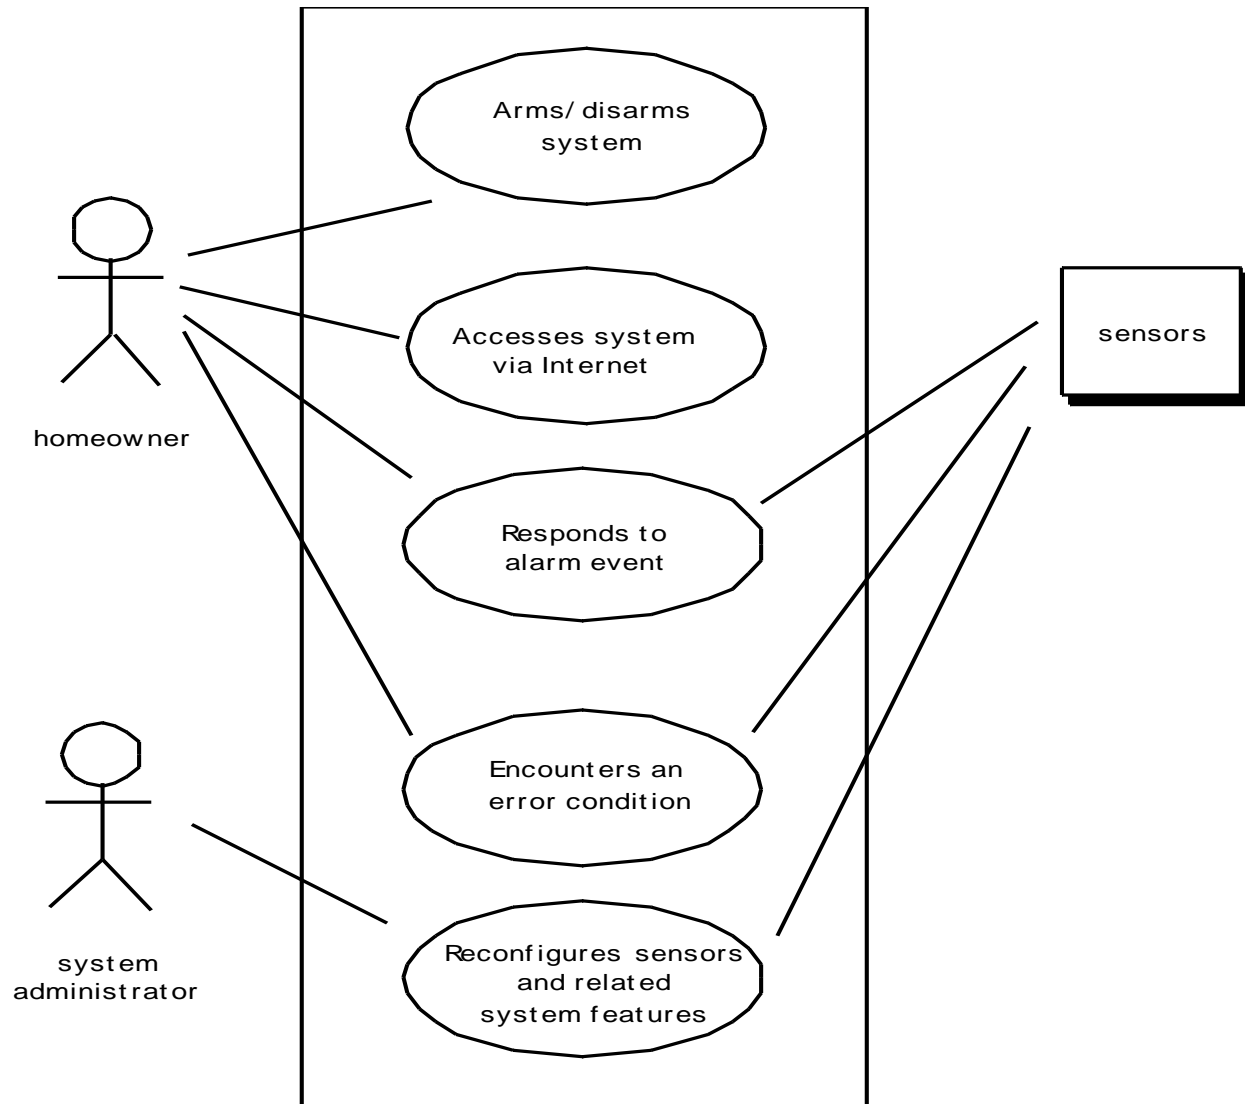 Arms/ disarms
system
Accesses system
via Internet
sensors
homeowner
Responds to
alarm event
Encounters an
error condition
Reconfigures sensors
and related
system features
system
administrator